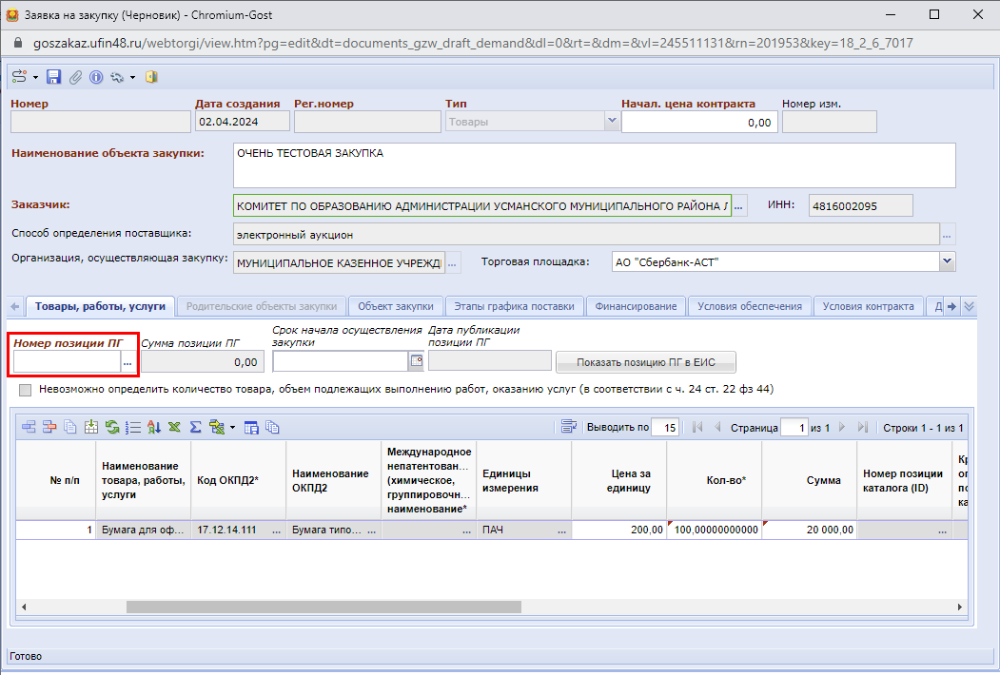 Заявка на закупку (Черновик) - Chromium-Gost
goszakaz.ufin48.ru/webtorgi/view.htm?pg=edit&dt=documents_gzw_draft_demand&dl=0&rt=&dm=&vl=245511131&rn=201953&key=18_2_6_7017
Номер Дата создания Рег.номер Тип Начал. цена контракта Номер изм.
02.04.2024 Товары 0,00
Наименование объекта закупки: ОЧЕНЬ ТЕСТОВАЯ ЗАКУПКА
Заказчик: КОМИТЕТ ПО ОБРАЗОВАНИЮ АДМИНИСТРАЦИИ УСМАНСКОГО МУНИЦИПАЛЬНОГО РАЙОНА Л ... ИНН: 4816002095
Способ определения поставщика: электронный аукцион ...
Организация, осуществляющая закупку: МУНИЦИПАЛЬНОЕ КАЗЕННОЕ УЧРЕЖДІ ... Торговая площадка: АО "Сбербанк-АСТ"
Товары, работы, услуги Родительские объекты закупки Объект закупки Этапы графика поставки Финансирование Условия обеспечения Условия контракта Д
Номер позиции ПГ Сумма позиции ПГ Срок начала осуществления закупки Дата публикации позиции ПГ
... 0,00 Показать позицию ПГ в ЕИС
Невозможно определить количество товара, объем подлежащих выполнению работ, оказанию услуг (в соответствии с ч. 24 ст. 22 фз 44)
Выводить по 15 Страница 1 из 1 Строки 1 - 1 из 1
№ п/п Наименование товара, работы, услуги Код ОКПД2* Наименование ОКПД2 Международное непатентован... (химическое, группировочн... наименование* Единицы измерения Цена за единицу Кол-во* Сумма Номер позиции каталога (ID) Кр оп по ка
1 Бумага для оф... 17.12.14.111 ... Бумага типо... ... ... ПАЧ ... 200,00 100,00000000000 20 000,00 ...
Готово